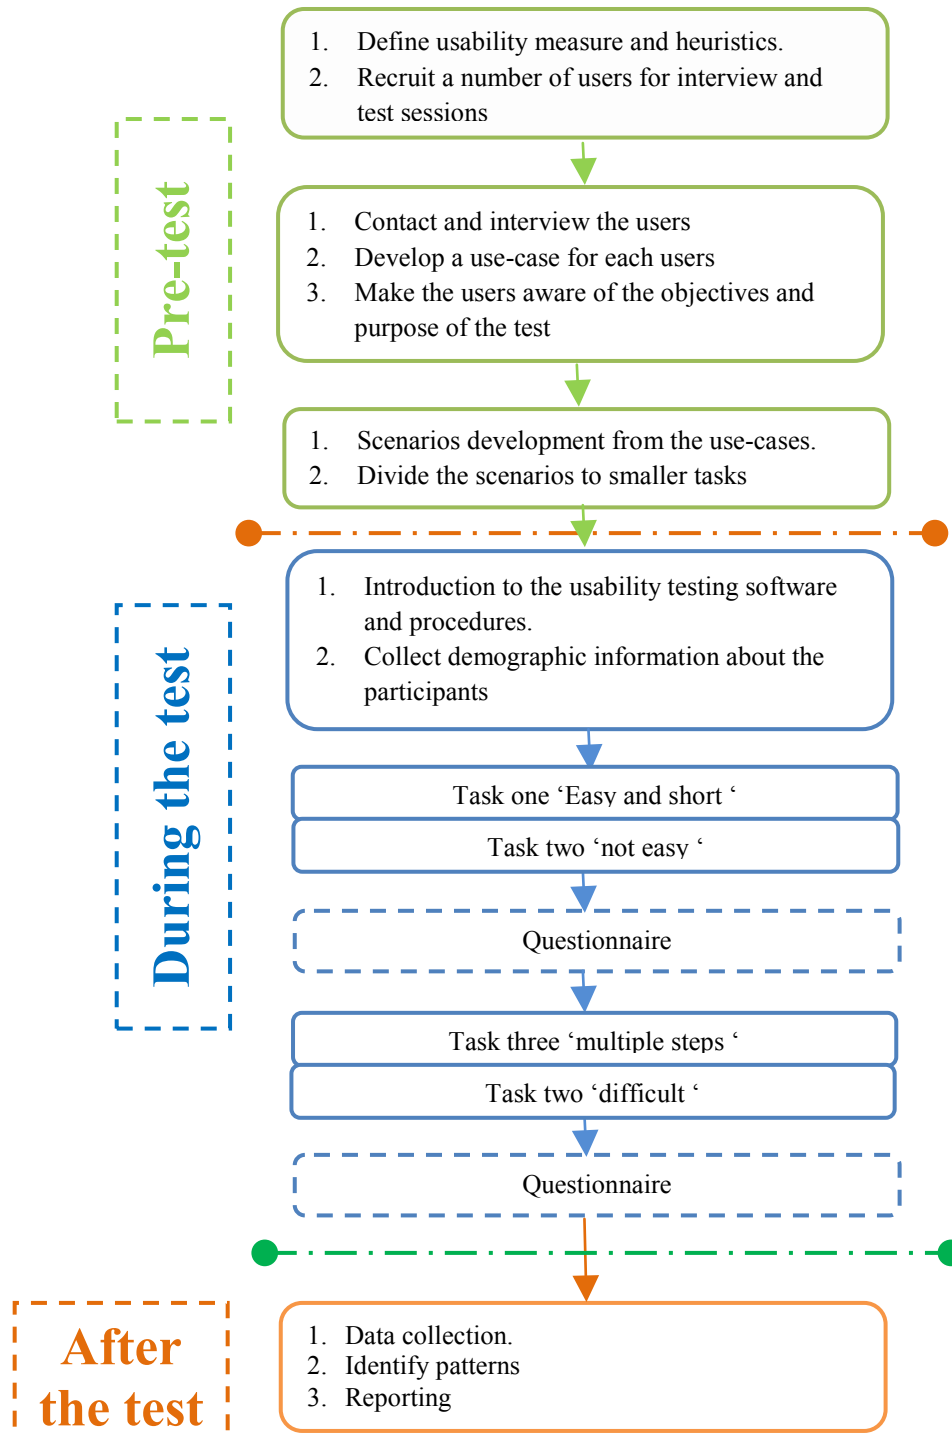 Pre-test
1. Define usability measure and heuristics.
2. Recruit a number of users for interview and
test sessions
1. Contact and interview the users
2. Develop a use-case for each users
3. Make the users aware of the objectives and
purpose of the test
1. Scenarios development from the use-cases.
2. Divide the scenarios to smaller tasks
During the test
1. Introduction to the usability testing software
and procedures.
2. Collect demographic information about the
participants
Task one ‘Easy and short ‘
Task two ‘not easy ‘
Questionnaire
Task three ‘multiple steps ‘
Task two ‘difficult ‘
Questionnaire
After
the test
1. Data collection.
2. Identify patterns
3. Reporting